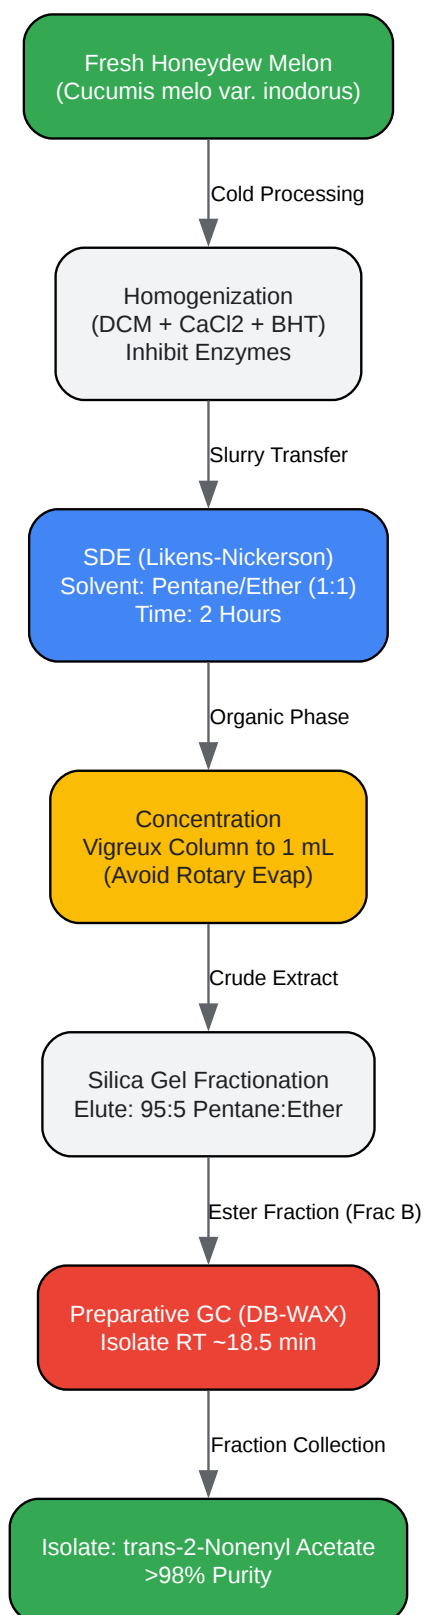 Fresh Honeydew Melon
(Cucumis melo var. inodorus)
Cold Processing
Homogenization
(DCM + CaCl2 + BHT)
Inhibit Enzymes
Slurry Transfer
SDE (Likens-Nickerson)
Solvent: Pentane/Ether (1:1)
Time: 2 Hours
Organic Phase
Concentration
Vigreux Column to 1 mL
(Avoid Rotary Evap)
Crude Extract
Silica Gel Fractionation
Elute: 95:5 Pentane:Ether
Ester Fraction (Frac B)
Preparative GC (DB-WAX)
Isolate RT ~18.5 min
Fraction Collection
Isolate: trans-2-Nonenyl Acetate
>98% Purity